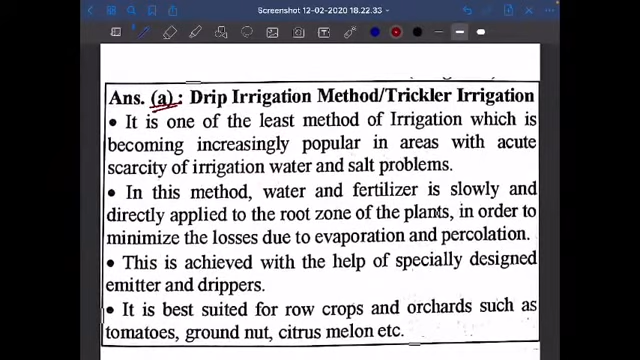 Screenshot 12-02-2020 18.22.33
Ans. (a) : Drip Irrigation Method/Trickler Irrigation
• It is one of the least method of Irrigation which is
becoming increasingly popular in areas with acute
scarcity of irrigation water and salt problems.
• In this method, water and fertilizer is slowly and
directly applied to the root zone of the plants, in order to
minimize the losses due to evaporation and percolation.
• This is achieved with the help of specially designed
emitter and drippers.
• It is best suited for row crops and orchards such as
tomatoes, ground nut, citrus melon etc.